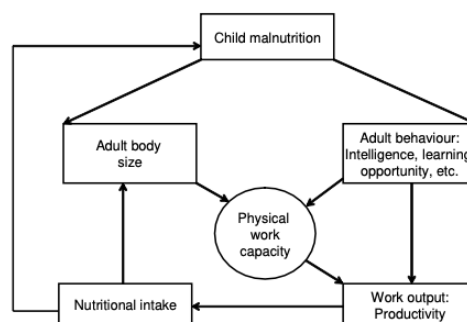 Child malnutrition
Adult body
size
Adult behaviour:
Intelligence, learning
opportunity, etc.
Physical
work
capacity
Nutritional intake
Work output:
Productivity